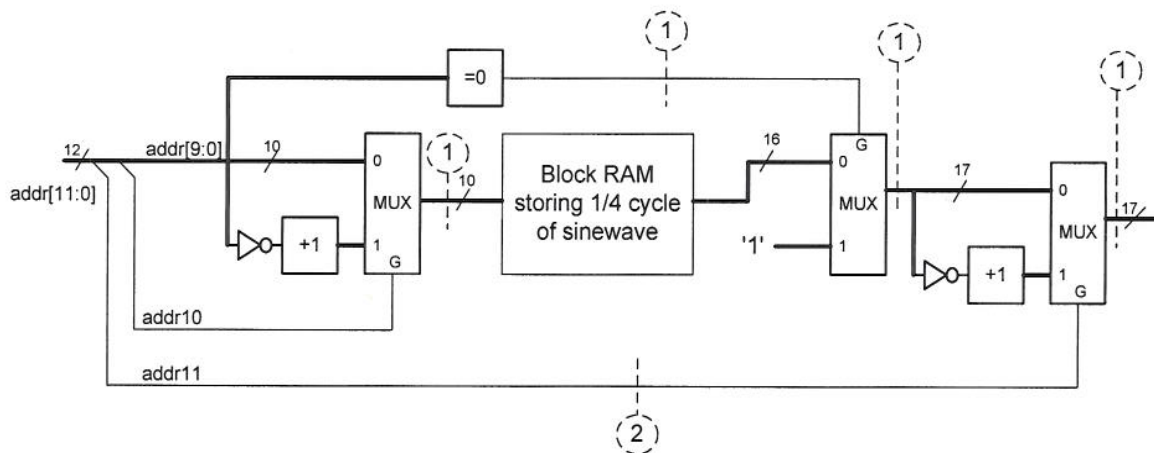 1
1
1
=0
12
addr[9:0]
10
0
1
10
16
G
0
17
0
17
addr[11:0]
MUX
Block RAM
storing 1/4 cycle
of sinewave
MUX
MUX
+1
1
G
'1'
1
+1
1
G
addr10
addr11
2